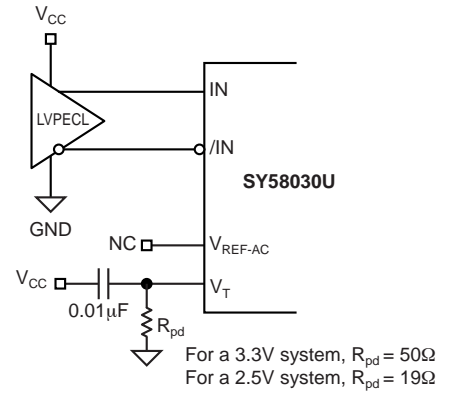 VCC
LVPECL
IN
/IN
SY58030U
GND
NC
VREF-AC
VCC
0.01μF
VT
Rpd
For a 3.3V system, Rpd = 50Ω
For a 2.5V system, Rpd = 19Ω